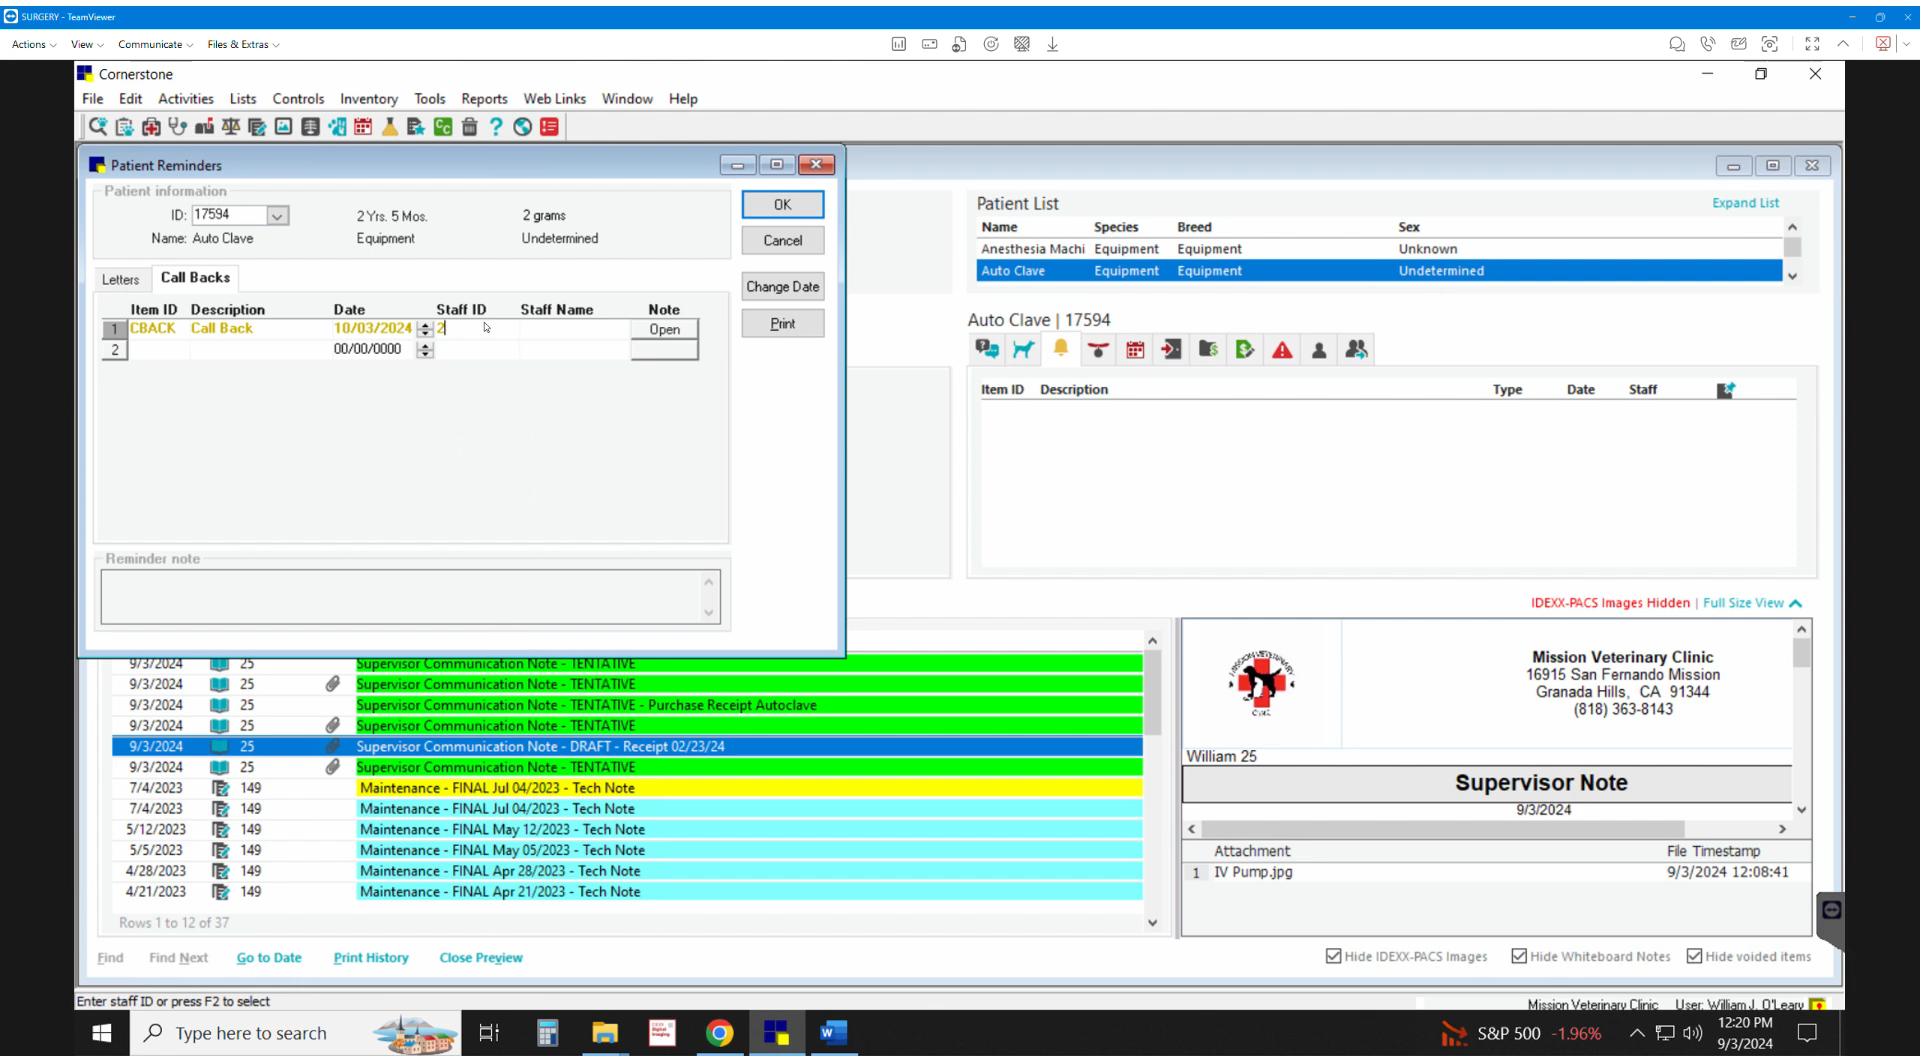 SURGERY - TeamViewer
Actions View Communicate Files & Extras
Cornerstone
File Edit Activities Lists Controls Inventory Tools Reports Web Links Window Help
Patient Reminders
Patient information
ID: 17594 2 Yrs. 5 Mos. 2 grams
Name: Auto Clave Equipment Undetermined
OK
Cancel
Change Date
Print
Letters Call Backs
Item ID Description Date Staff ID Staff Name Note
1 CBACK Call Back 10/03/2024 2 Open
2 00/00/0000
Reminder note
Patient List Expand List
Name Species Breed Sex
Anesthesia Machi Equipment Equipment Unknown
Auto Clave Equipment Equipment Undetermined
Auto Clave | 17594
Item ID Description Type Date Staff
IDEXX-PACS Images Hidden | Full Size View
9/3/2024 25 Supervisor Communication Note - TENTATIVE
9/3/2024 25 Supervisor Communication Note - TENTATIVE
9/3/2024 25 Supervisor Communication Note - TENTATIVE - Purchase Receipt Autoclave
9/3/2024 25 Supervisor Communication Note - TENTATIVE
9/3/2024 25 Supervisor Communication Note - DRAFT - Receipt 02/23/24
9/3/2024 25 Supervisor Communication Note - TENTATIVE
7/4/2023 149 Maintenance - FINAL Jul 04/2023 - Tech Note
7/4/2023 149 Maintenance - FINAL Jul 04/2023 - Tech Note
5/12/2023 149 Maintenance - FINAL May 12/2023 - Tech Note
5/5/2023 149 Maintenance - FINAL May 05/2023 - Tech Note
4/28/2023 149 Maintenance - FINAL Apr 28/2023 - Tech Note
4/21/2023 149 Maintenance - FINAL Apr 21/2023 - Tech Note
Rows 1 to 12 of 37
Mission Veterinary Clinic
16915 San Fernando Mission
Granada Hills, CA 91344
(818) 363-8143
William 25
Supervisor Note
9/3/2024
Attachment File Timestamp
1 IV Pump.jpg 9/3/2024 12:08:41
Find Find Next Go to Date Print History Close Preview
Hide IDEXX-PACS Images Hide Whiteboard Notes Hide voided items
Enter staff ID or press F2 to select
Mission Veterinary Clinic User: William J. O'Leary
Type here to search
S&P 500 -1.96%
12:20 PM
9/3/2024